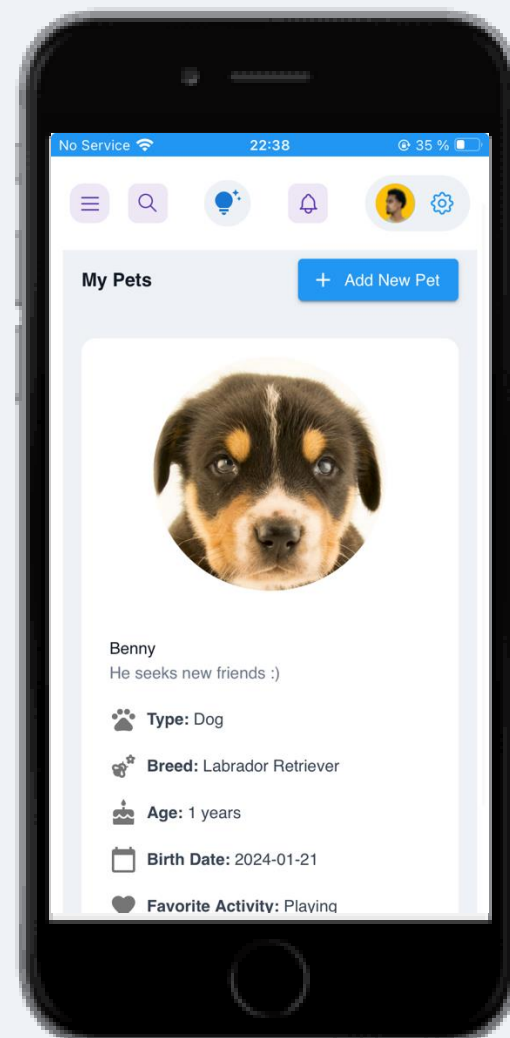 No Service 22:38 35 %
My Pets + Add New Pet
Benny
He seeks new friends :)
Type: Dog
Breed: Labrador Retriever
Age: 1 years
Birth Date: 2024-01-21
Favorite Activity: Playing